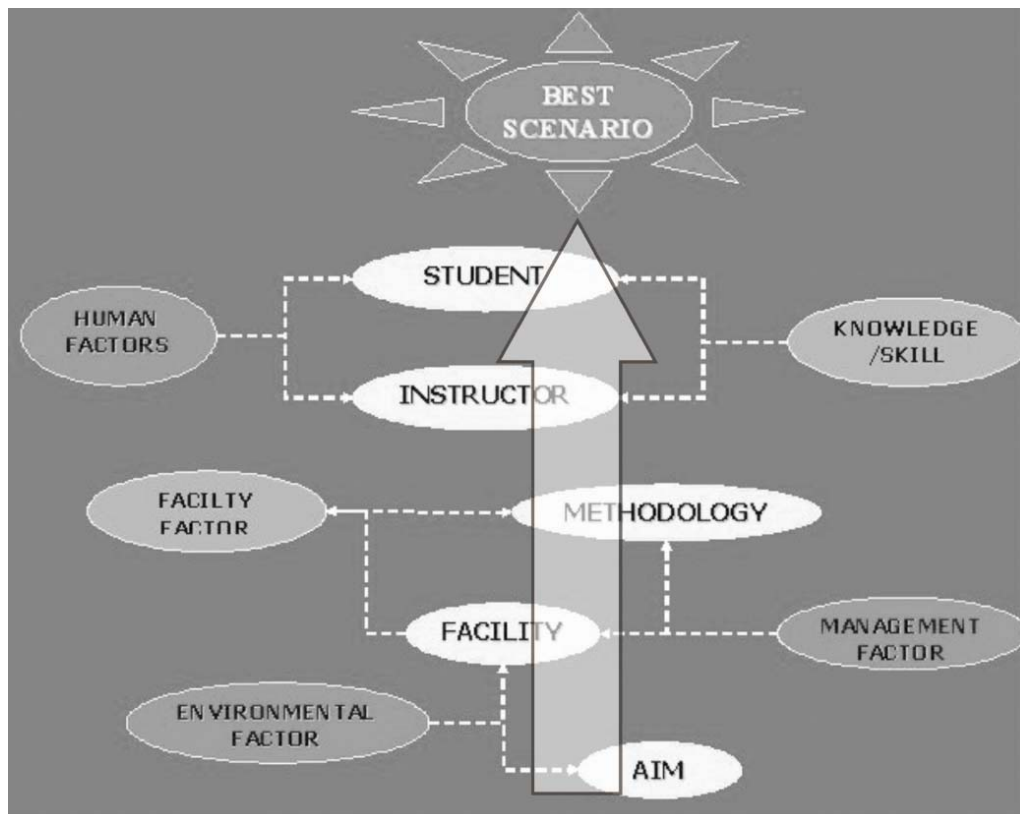 BEST
SCENARIO
STUDENT
HUMAN
FACTORS
KNOWLEDGE
/SKILL
INSTRUCTOR
FACILTY
FACTOR
METHODOLOGY
FACILITY
MANAGEMENT
FACTOR
ENVIRONMENTAL
FACTOR
AIM